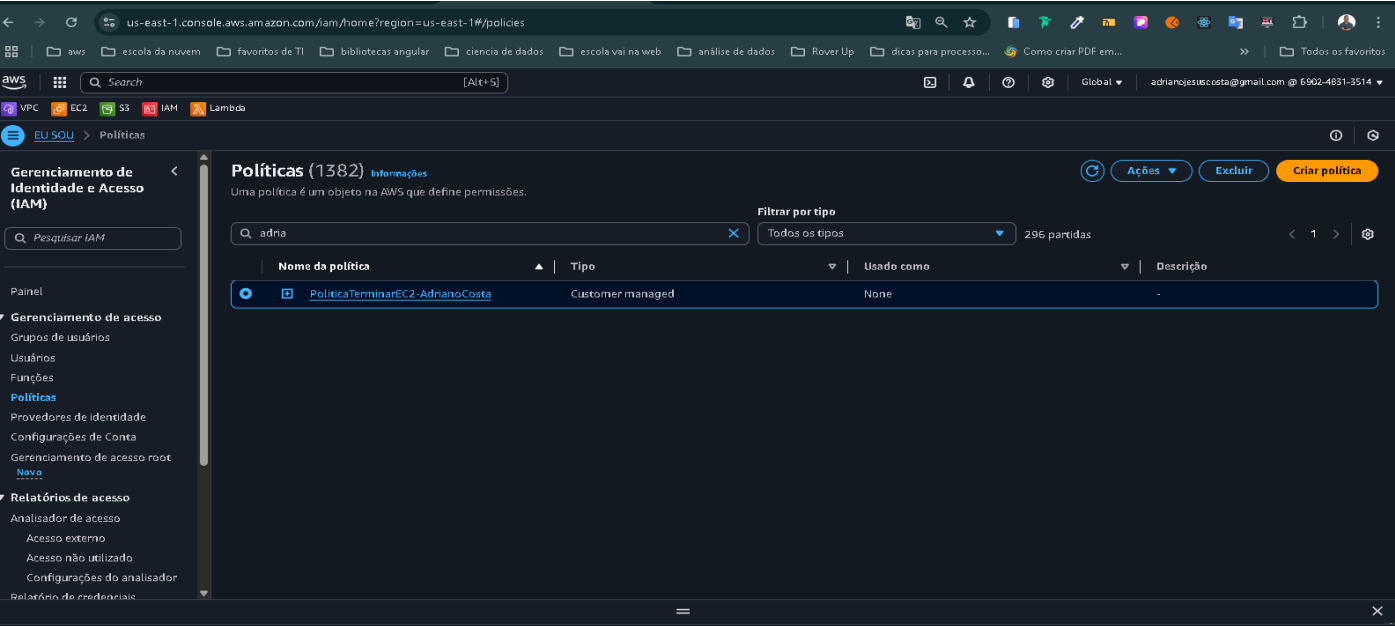 us-east-1.console.aws.amazon.com/iam/home?region=us-east-1#/policies
aws escola da nuvem favoritos de TI bibliotecas angular ciencia de dados escola vai na web análise de dados Rover Up dicas para processo... Como criar PDF em... » Todos os favoritos
aws Search [Alt+S] Global adrianojesuscosta@gmail.com @ 6902-4831-3514
VPC EC2 S3 IAM Lambda
EU SOU > Políticas
Gerenciamento de Identidade e Acesso (IAM)
Pesquisar IAM
Painel
Gerenciamento de acesso
Grupos de usuários
Usuários
Funções
Políticas
Provedores de identidade
Configurações de Conta
Gerenciamento de acesso root
Novo
Relatórios de acesso
Analisador de acesso
Acesso externo
Acesso não utilizado
Configurações do analisador
Relatório de credenciais
Políticas (1382) Informações
Uma política é um objeto na AWS que define permissões.
Ações Excluir Criar política
Filtrar por tipo
adria Todos os tipos 296 partidas < 1 >
Nome da política Tipo Usado como Descrição
PoliticaTerminarEC2-AdrianoCosta Customer managed None -